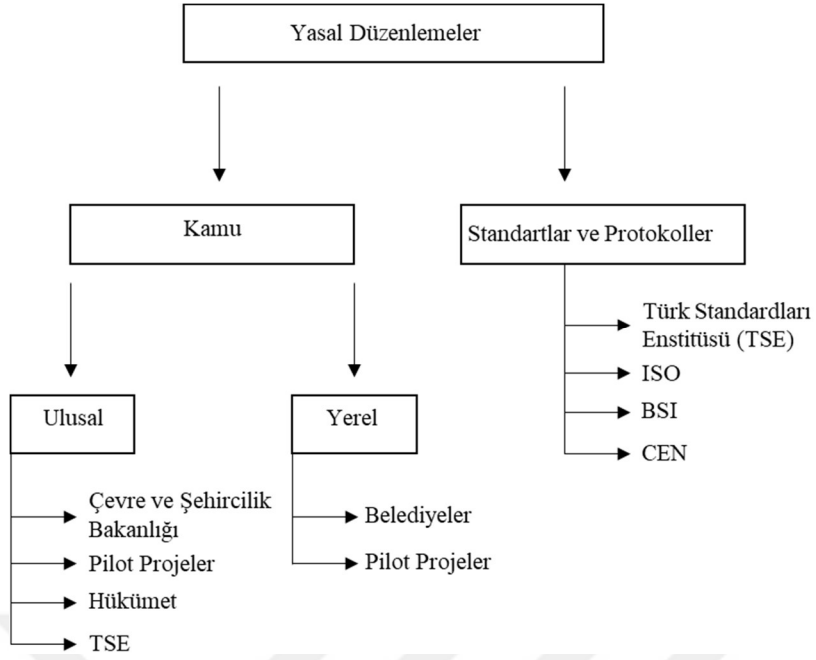 Yasal Düzenlemeler
Kamu
Standartlar ve Protokoller
Türk Standardları
Enstitüsü (TSE)
ISO
BSI
CEN
Ulusal
Yerel
Çevre ve Şehircilik
Bakanlığı
Pilot Projeler
Hükümet
TSE
Belediyeler
Pilot Projeler